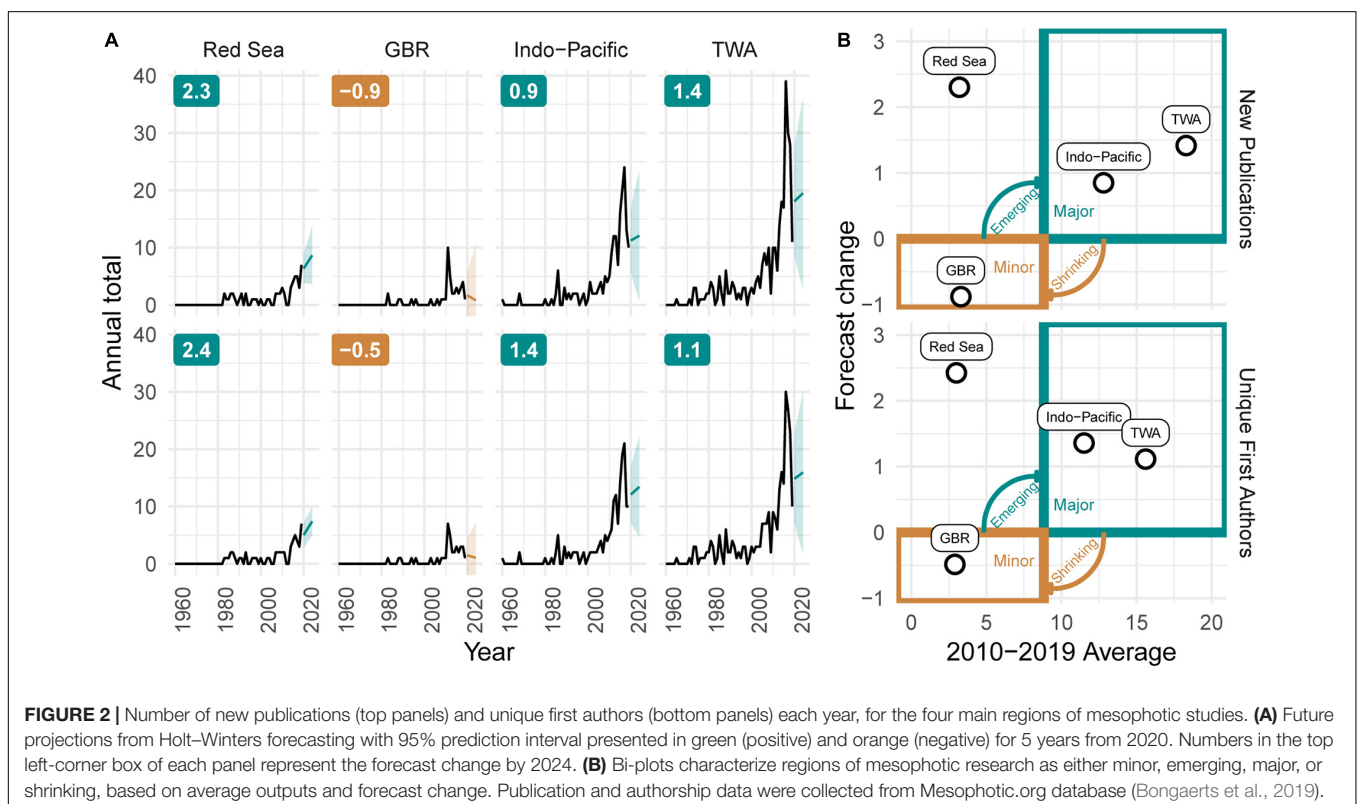 A
Red Sea
GBR
Indo−Pacific
TWA
Annual total
40
30
20
10
0
2.3
−0.9
0.9
1.4
40
30
20
10
0
2.4
−0.5
1.4
1.1
1960
1980
2000
2020
1960
1980
2000
2020
1960
1980
2000
2020
1960
1980
2000
2020
Year
B
Forecast change
3
2
1
0
−1
Red Sea
TWA
Indo−Pacific
Emerging
Major
GBR
Minor
Shrinking
New Publications
3
2
1
0
−1
Red Sea
Indo−Pacific
TWA
Emerging
Major
GBR
Minor
Shrinking
Unique First Authors
0
5
10
15
20
2010−2019 Average
FIGURE 2 | Number of new publications (top panels) and unique first authors (bottom panels) each year, for the four main regions of mesophotic studies. (A) Future
projections from Holt–Winters forecasting with 95% prediction interval presented in green (positive) and orange (negative) for 5 years from 2020. Numbers in the top
left-corner box of each panel represent the forecast change by 2024. (B) Bi-plots characterize regions of mesophotic research as either minor, emerging, major, or
shrinking, based on average outputs and forecast change. Publication and authorship data were collected from Mesophotic.org database (Bongaerts et al., 2019).